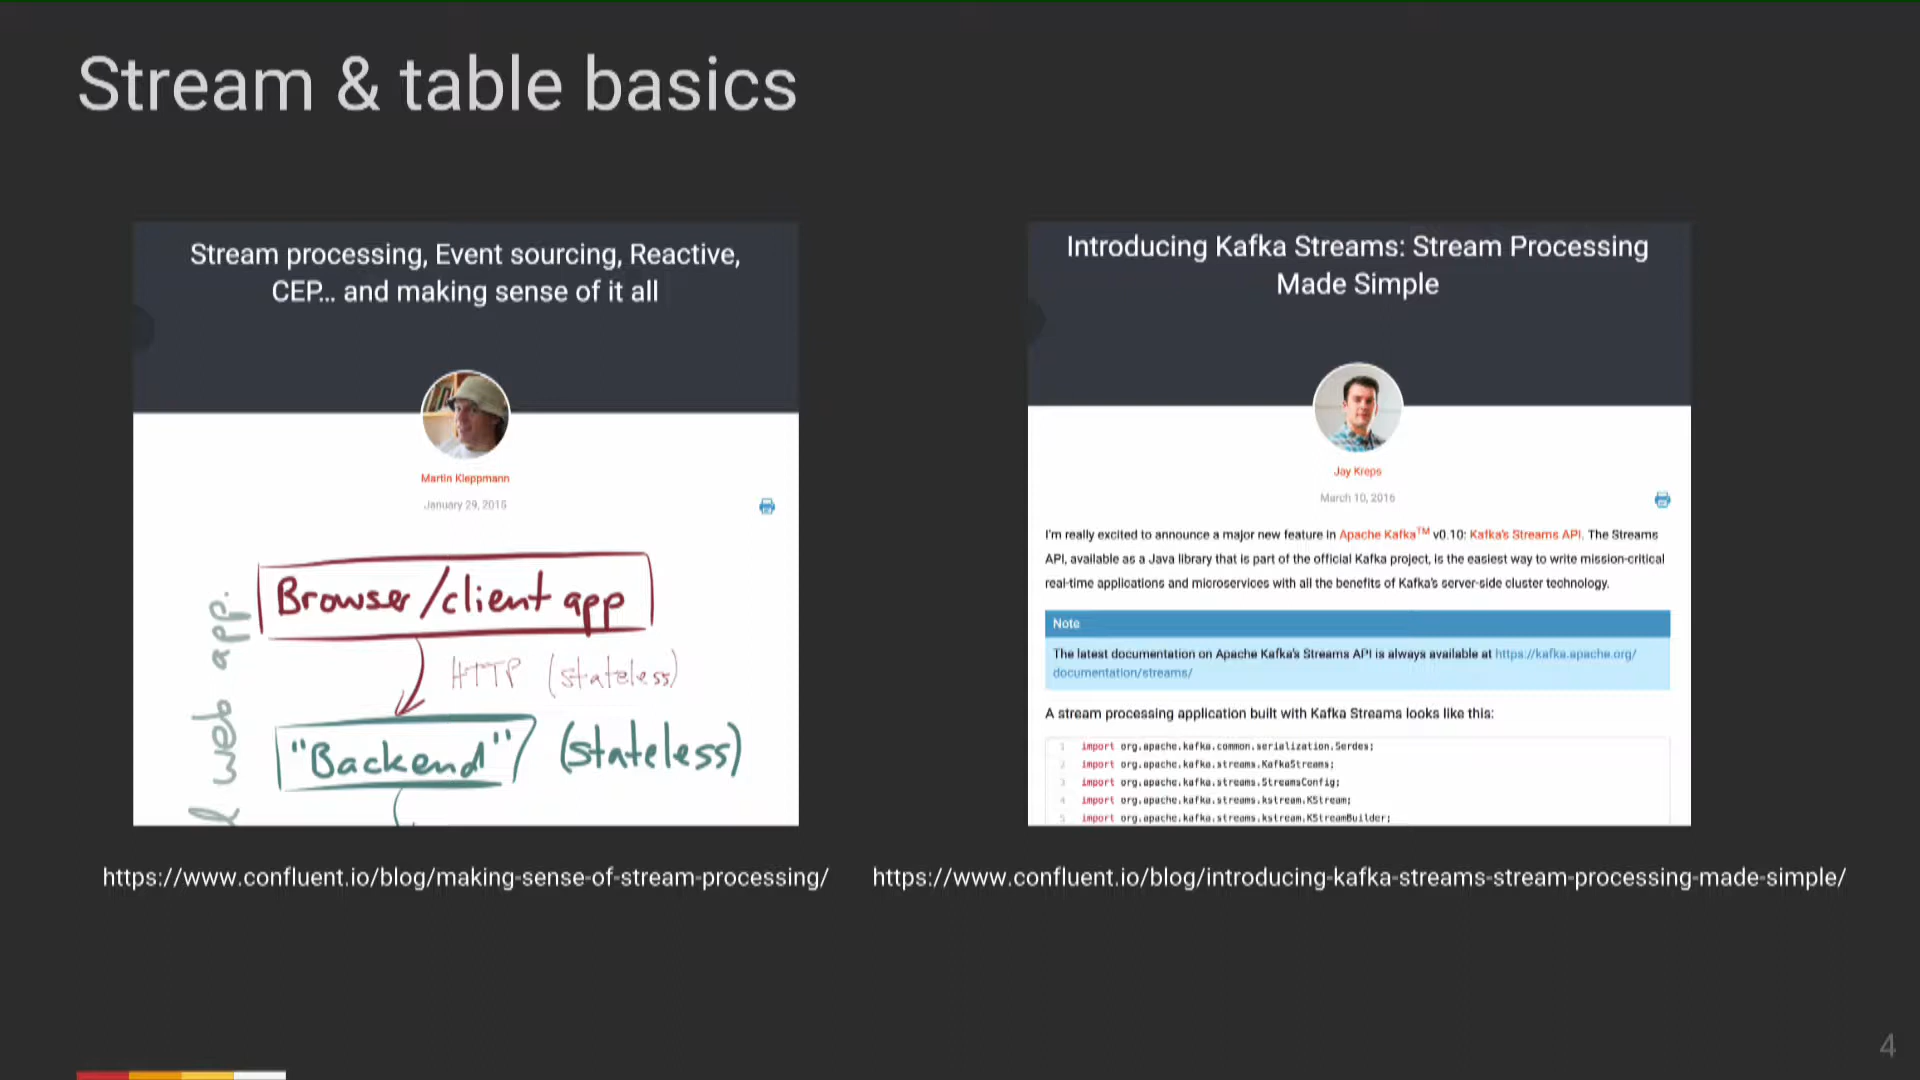 Stream & table basics
Stream processing, Event sourcing, Reactive,
CEP... and making sense of it all
Martin Kleppmann
January 29, 2015
Browser/client app
HTTP (stateless)
"Backend" (stateless)
web app.
https://www.confluent.io/blog/making-sense-of-stream-processing/
Introducing Kafka Streams: Stream Processing
Made Simple
Jay Kreps
March 10, 2016
I'm really excited to announce a major new feature in Apache Kafka™ v0.10: Kafka's Streams API. The Streams
API, available as a Java library that is part of the official Kafka project, is the easiest way to write mission-critical
real-time applications and microservices with all the benefits of Kafka's server-side cluster technology.
Note
The latest documentation on Apache Kafka's Streams API is always available at https://kafka.apache.org/
documentation/streams/
A stream processing application built with Kafka Streams looks like this:
1 import org.apache.kafka.common.serialization.Serdes;
2 import org.apache.kafka.streams.KafkaStreams;
3 import org.apache.kafka.streams.StreamsConfig;
4 import org.apache.kafka.streams.kstream.KStream;
5 import org.apache.kafka.streams.kstream.KStreamBuilder;
https://www.confluent.io/blog/introducing-kafka-streams-stream-processing-made-simple/
4